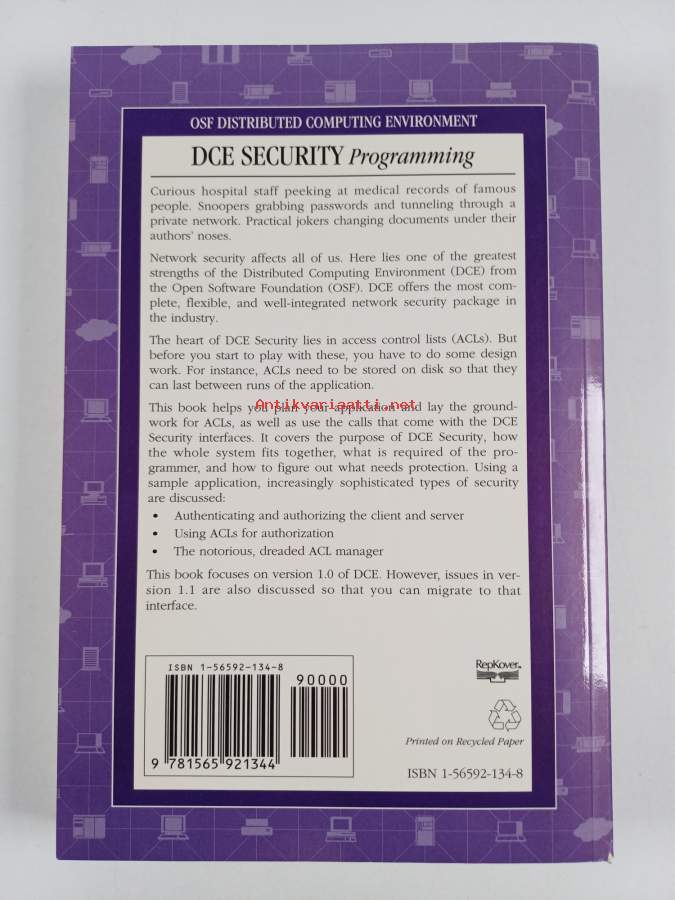 OSF DISTRIBUTED COMPUTING ENVIRONMENT
DCE SECURITY Programming
Curious hospital staff peeking at medical records of famous
people. Snoopers grabbing passwords and tunneling through a
private network. Practical jokers changing documents under their
authors' noses.
Network security affects all of us. Here lies one of the greatest
strengths of the Distributed Computing Environment (DCE) from
the Open Software Foundation (OSF). DCE offers the most com-
plete, flexible, and well-integrated network security package in
the industry.
The heart of DCE Security lies in access control lists (ACLs). But
before you start to play with these, you have to do some design
work. For instance, ACLs need to be stored on disk so that they
can last between runs of the application.
Antikvariaatti.net
This book helps you plan your application and lay the ground-
work for ACLs, as well as use the calls that come with the DCE
Security interfaces. It covers the purpose of DCE Security, how
the whole system fits together, what is required of the pro-
grammer, and how to figure out what needs protection. Using a
sample application, increasingly sophisticated types of security
are discussed:
• Authenticating and authorizing the client and server
• Using ACLs for authorization
• The notorious, dreaded ACL manager
This book focuses on version 1.0 of DCE. However, issues in ver-
sion 1.1 are also discussed so that you can migrate to that
interface.
ISBN 1-56592-134-8
90000
9 781565 921344
RepKover
Printed on Recycled Paper
ISBN 1-56592-134-8